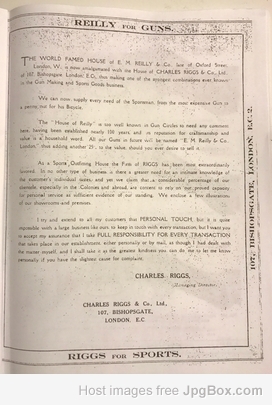 REILLY FOR GUNS.
THE WORLD FAMED HOUSE of E. M. REILLY & Co., late of Oxford Street,
London, W., is now amalgamated with the House of CHARLES RIGGS & Co., Ltd.,
of 107, Bishopsgate London, E.C., thus making one of the strongest combinations ever known
in the Gun Making and Sports Goods business.
We can now supply every need of the Sportsman, from the most expensive Gun to
a pump for his Bicycle.
The "House of Reilly" is too well known in Gun Circles to need any comment
here, having been established nearly 100 years and its reputation for craftsmanship and
value is a household word. All our Guns in future will be named "E. M. Reilly & Co.
London," thus adding another 25% to the value, should you ever desire to sell it.
As a Sports Outfitting House the Firm of RIGGS has been most extraordinarily
favoured. In no other type of business is there a greater need for an intimate knowledge of
the customer's individual tastes, and yet we claim that a considerable percentage of our
clientele, especially in the Colonies and abroad, are content to rely on our proved capacity
for personal service as sufficient evidence of our standing. We enclose a few illustrations
of our showrooms and premises.
I try and extend to all my customers that PERSONAL TOUCH, but it is quite
impossible with a large business like ours to keep in touch with every transaction, but I want you
to accept my assurance that I take FULL RESPONSIBILITY FOR EVERY TRANSACTION
that takes place in our establishment, either personally or by mail, as though I had dealt with
the matter myself, and I shall take it as the greatest kindness you can do me to let me know
personally if you have the slightest cause for complaint.
CHARLES RIGGS,
Managing Director.
CHARLES RIGGS & Co., Ltd.,
107, BISHOPSGATE,
LONDON, E.C
RIGGS FOR SPORTS.
107, BISHOPSGATE, LONDON, E.C. 2.
Host images free JpgBox.com